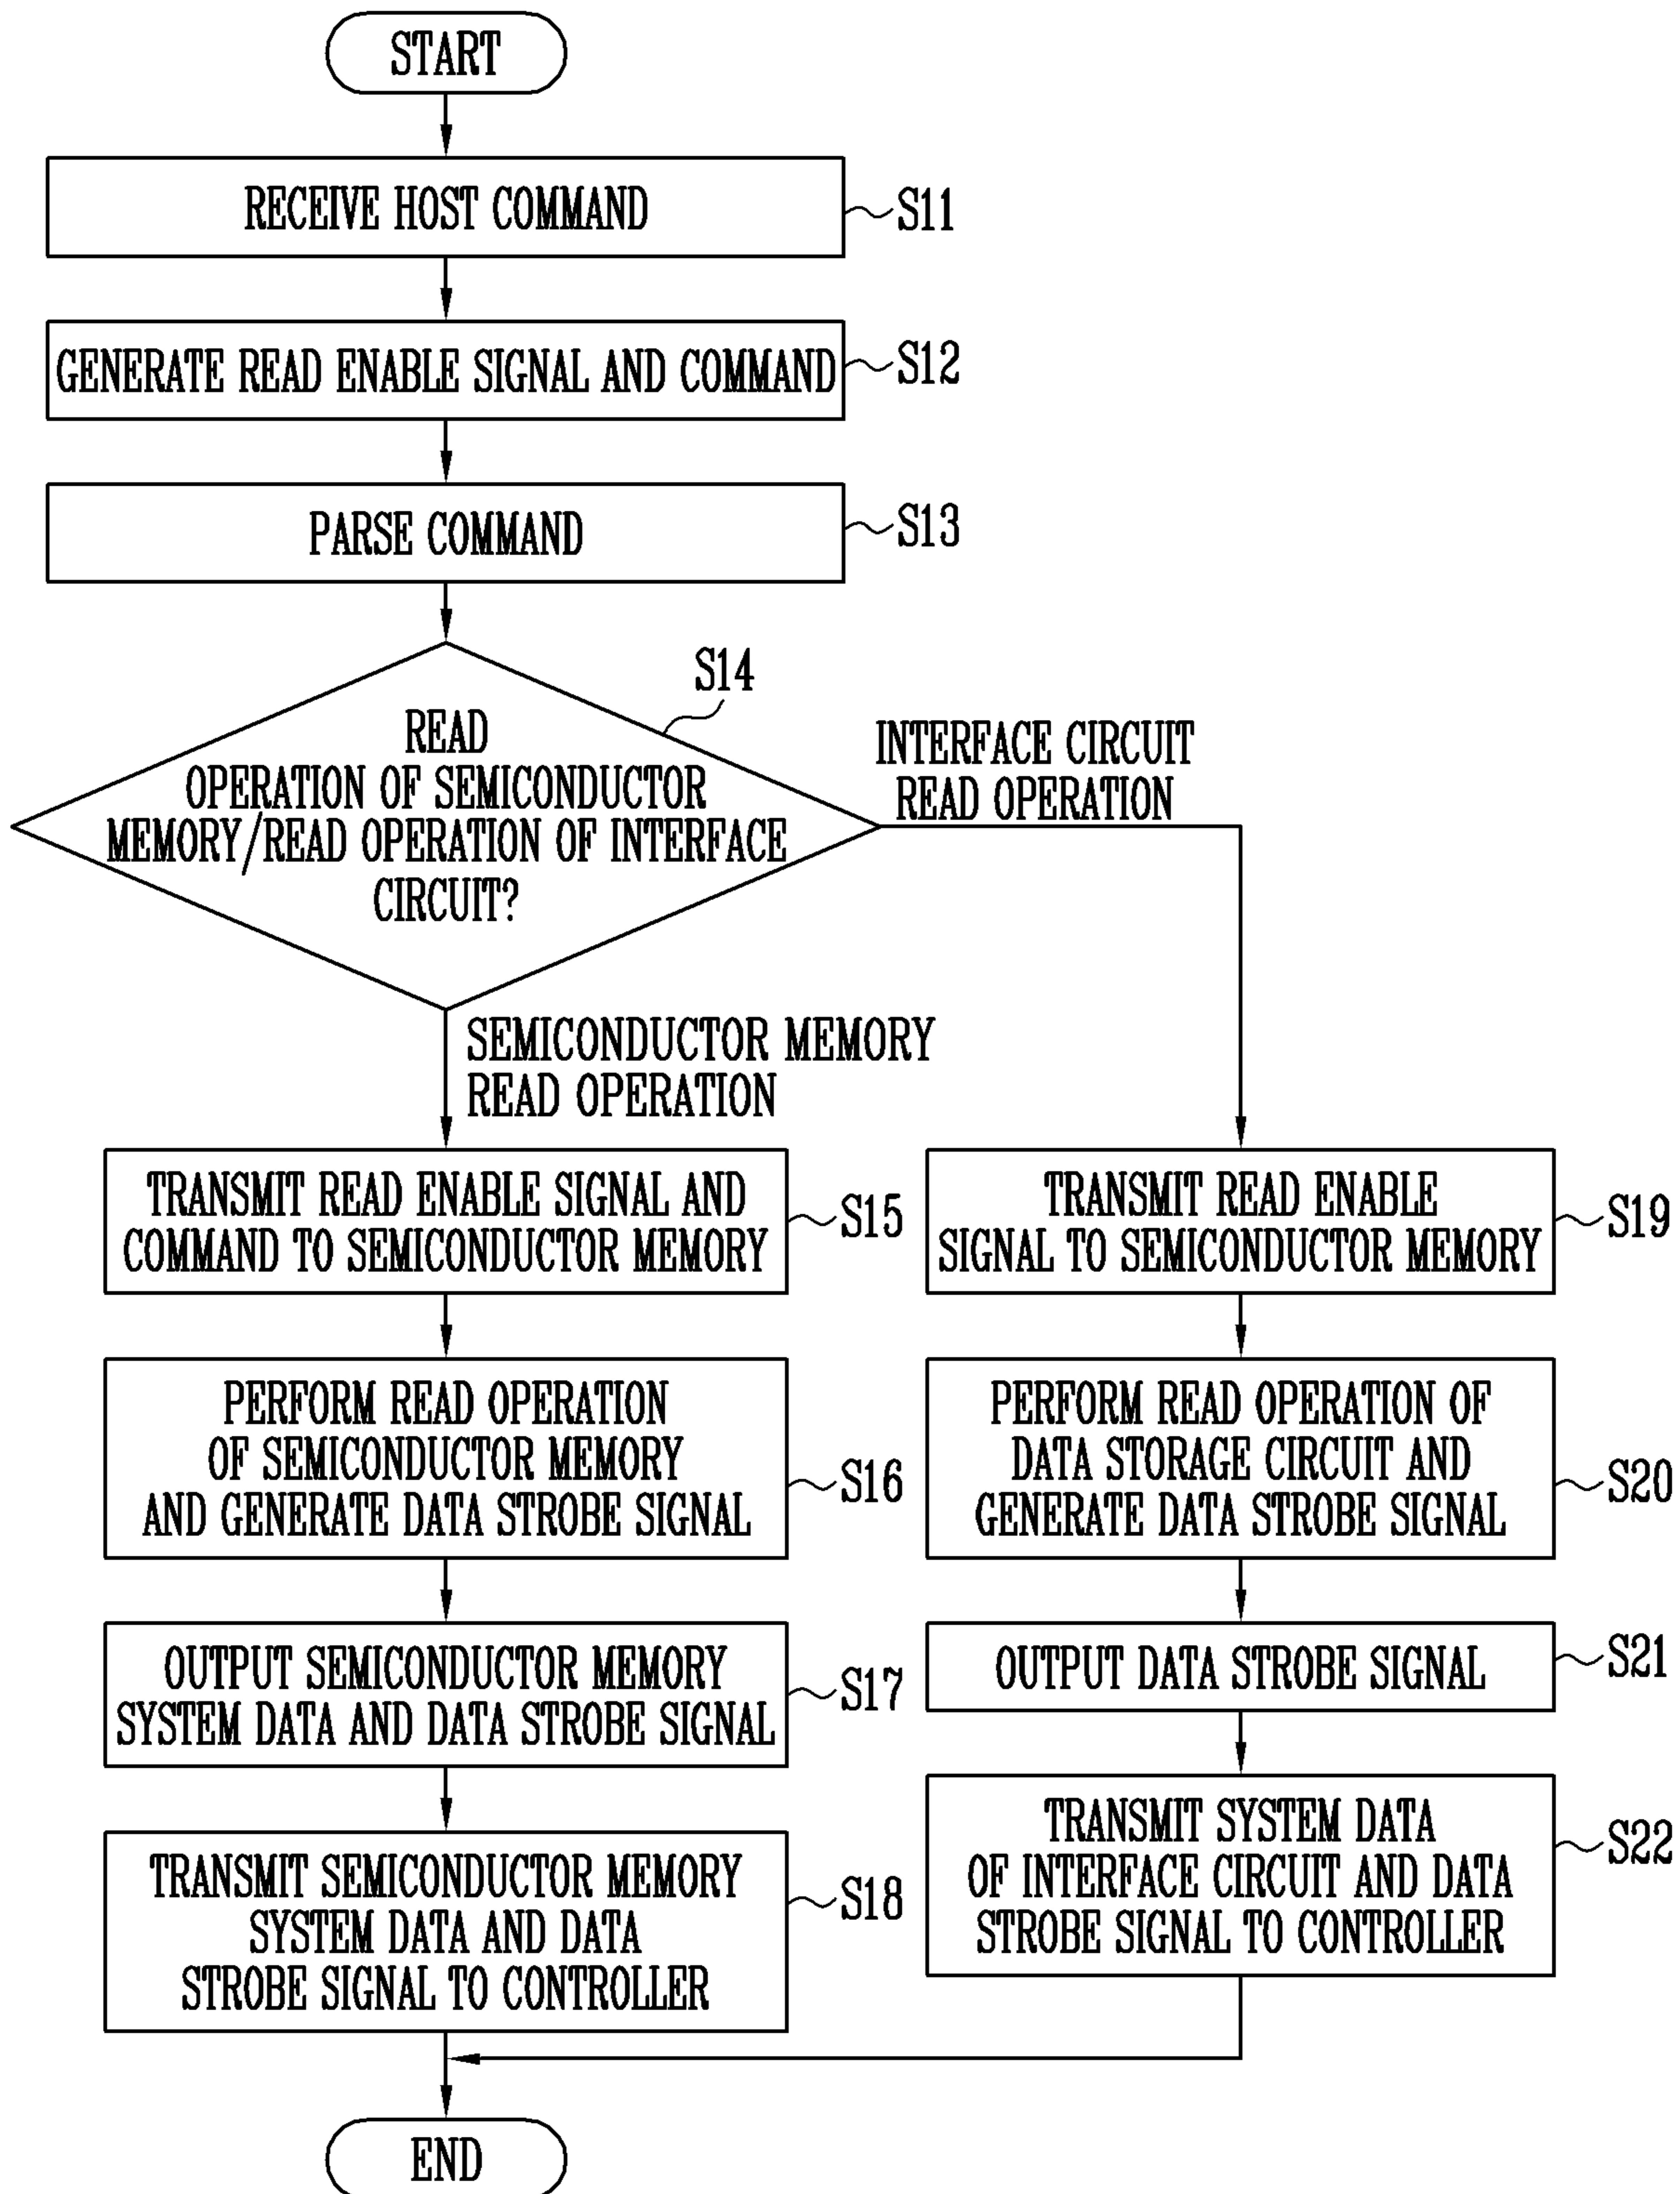 START
RECEIVE HOST COMMAND
S11
GENERATE READ ENABLE SIGNAL AND COMMAND
S12
PARSE COMMAND
S13
S14
READ
OPERATION OF SEMICONDUCTOR
MEMORY/READ OPERATION OF INTERFACE
CIRCUIT?
INTERFACE CIRCUIT
READ OPERATION
SEMICONDUCTOR MEMORY
READ OPERATION
TRANSMIT READ ENABLE SIGNAL AND
COMMAND TO SEMICONDUCTOR MEMORY
S15
PERFORM READ OPERATION
OF SEMICONDUCTOR MEMORY
AND GENERATE DATA STROBE SIGNAL
S16
OUTPUT SEMICONDUCTOR MEMORY
SYSTEM DATA AND DATA STROBE SIGNAL
S17
TRANSMIT SEMICONDUCTOR MEMORY
SYSTEM DATA AND DATA
STROBE SIGNAL TO CONTROLLER
S18
TRANSMIT READ ENABLE
SIGNAL TO SEMICONDUCTOR MEMORY
S19
PERFORM READ OPERATION OF
DATA STORAGE CIRCUIT AND
GENERATE DATA STROBE SIGNAL
S20
OUTPUT DATA STROBE SIGNAL
S21
TRANSMIT SYSTEM DATA
OF INTERFACE CIRCUIT AND DATA
STROBE SIGNAL TO CONTROLLER
S22
END